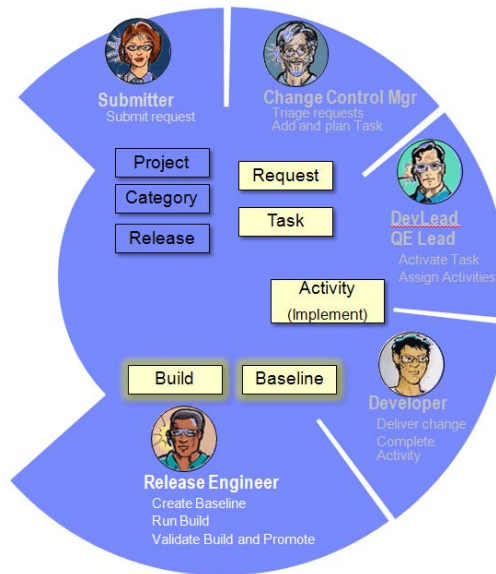 Submitter
Submit request
Change Control Mgr
Triage requests
Add and plan Task
Project
Category
Release
Request
Task
DevLead
QE Lead
Activate Task
Assign Activities
Activity
(Implement)
Build
Baseline
Developer
Deliver change
Complete
Activity
Release Engineer
Create Baseline
Run Build
Validate Build and Promote